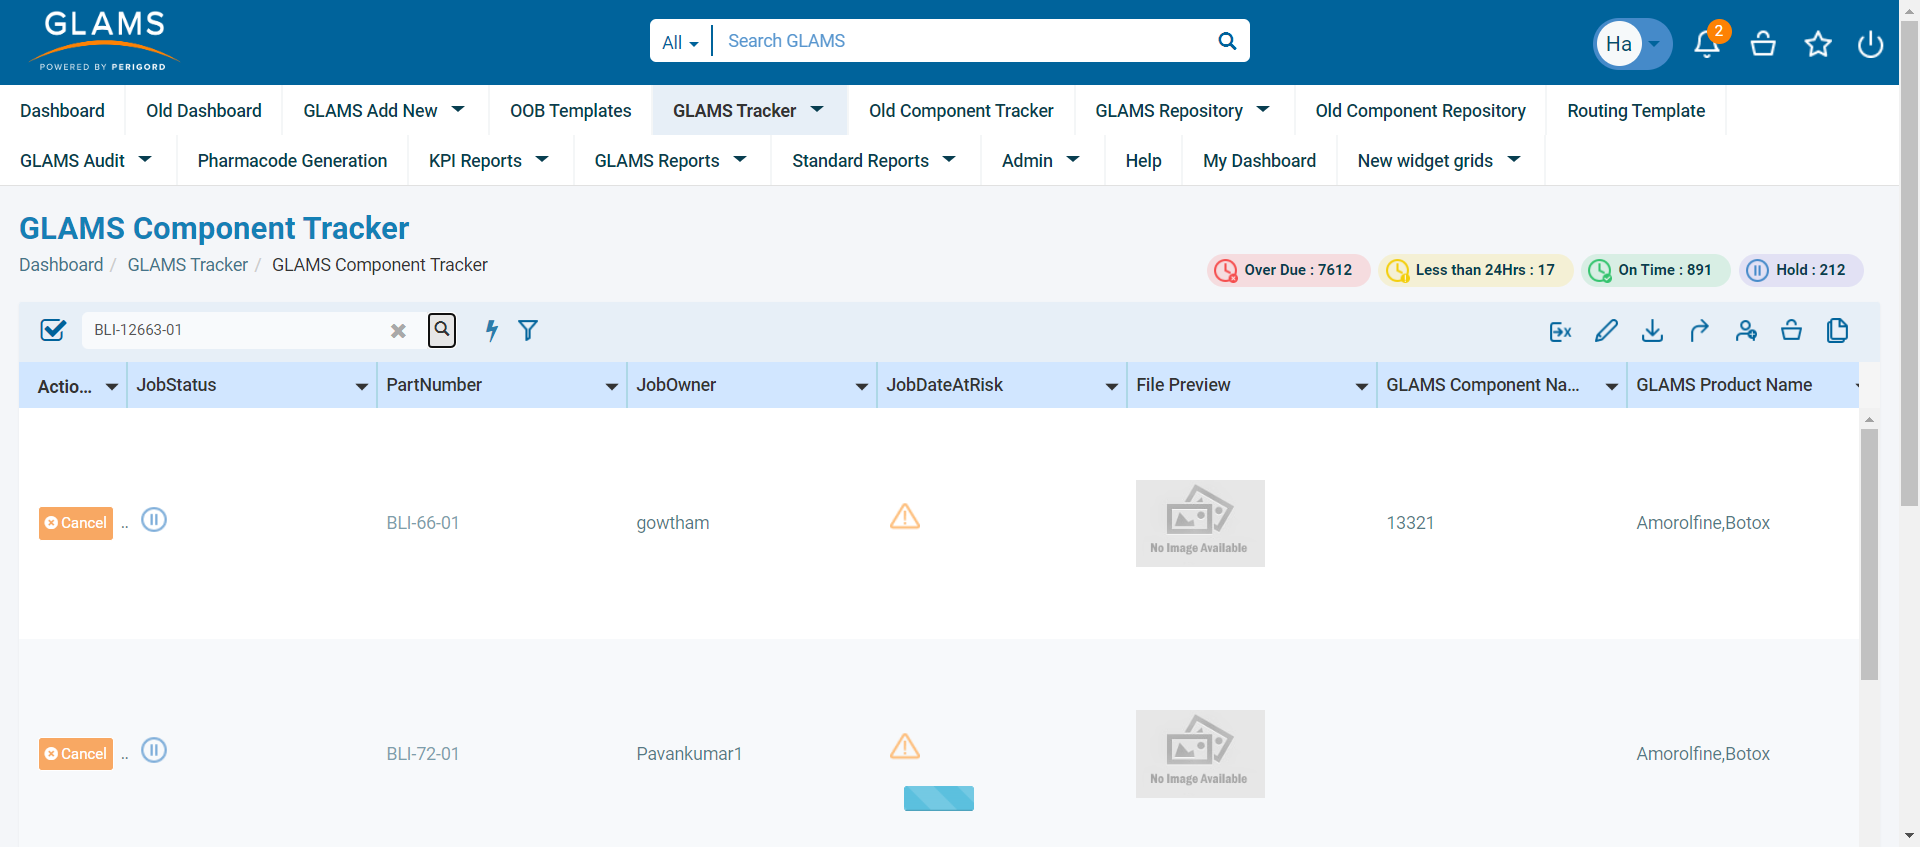 GLAMS
POWERED BY PERIGORD
All
Search GLAMS
Ha
2
Dashboard
Old Dashboard
GLAMS Add New
OOB Templates
GLAMS Tracker
Old Component Tracker
GLAMS Repository
Old Component Repository
Routing Template
GLAMS Audit
Pharmacode Generation
KPI Reports
GLAMS Reports
Standard Reports
Admin
Help
My Dashboard
New widget grids
GLAMS Component Tracker
Dashboard / GLAMS Tracker / GLAMS Component Tracker
Over Due : 7612
Less than 24Hrs : 17
On Time : 891
Hold : 212
BLI-12663-01
Actio...
JobStatus
PartNumber
JobOwner
JobDateAtRisk
File Preview
GLAMS Component Na...
GLAMS Product Name
Cancel ..
BLI-66-01
gowtham
No Image Available
13321
Amorolfine,Botox
Cancel ..
BLI-72-01
Pavankumar1
No Image Available
Amorolfine,Botox